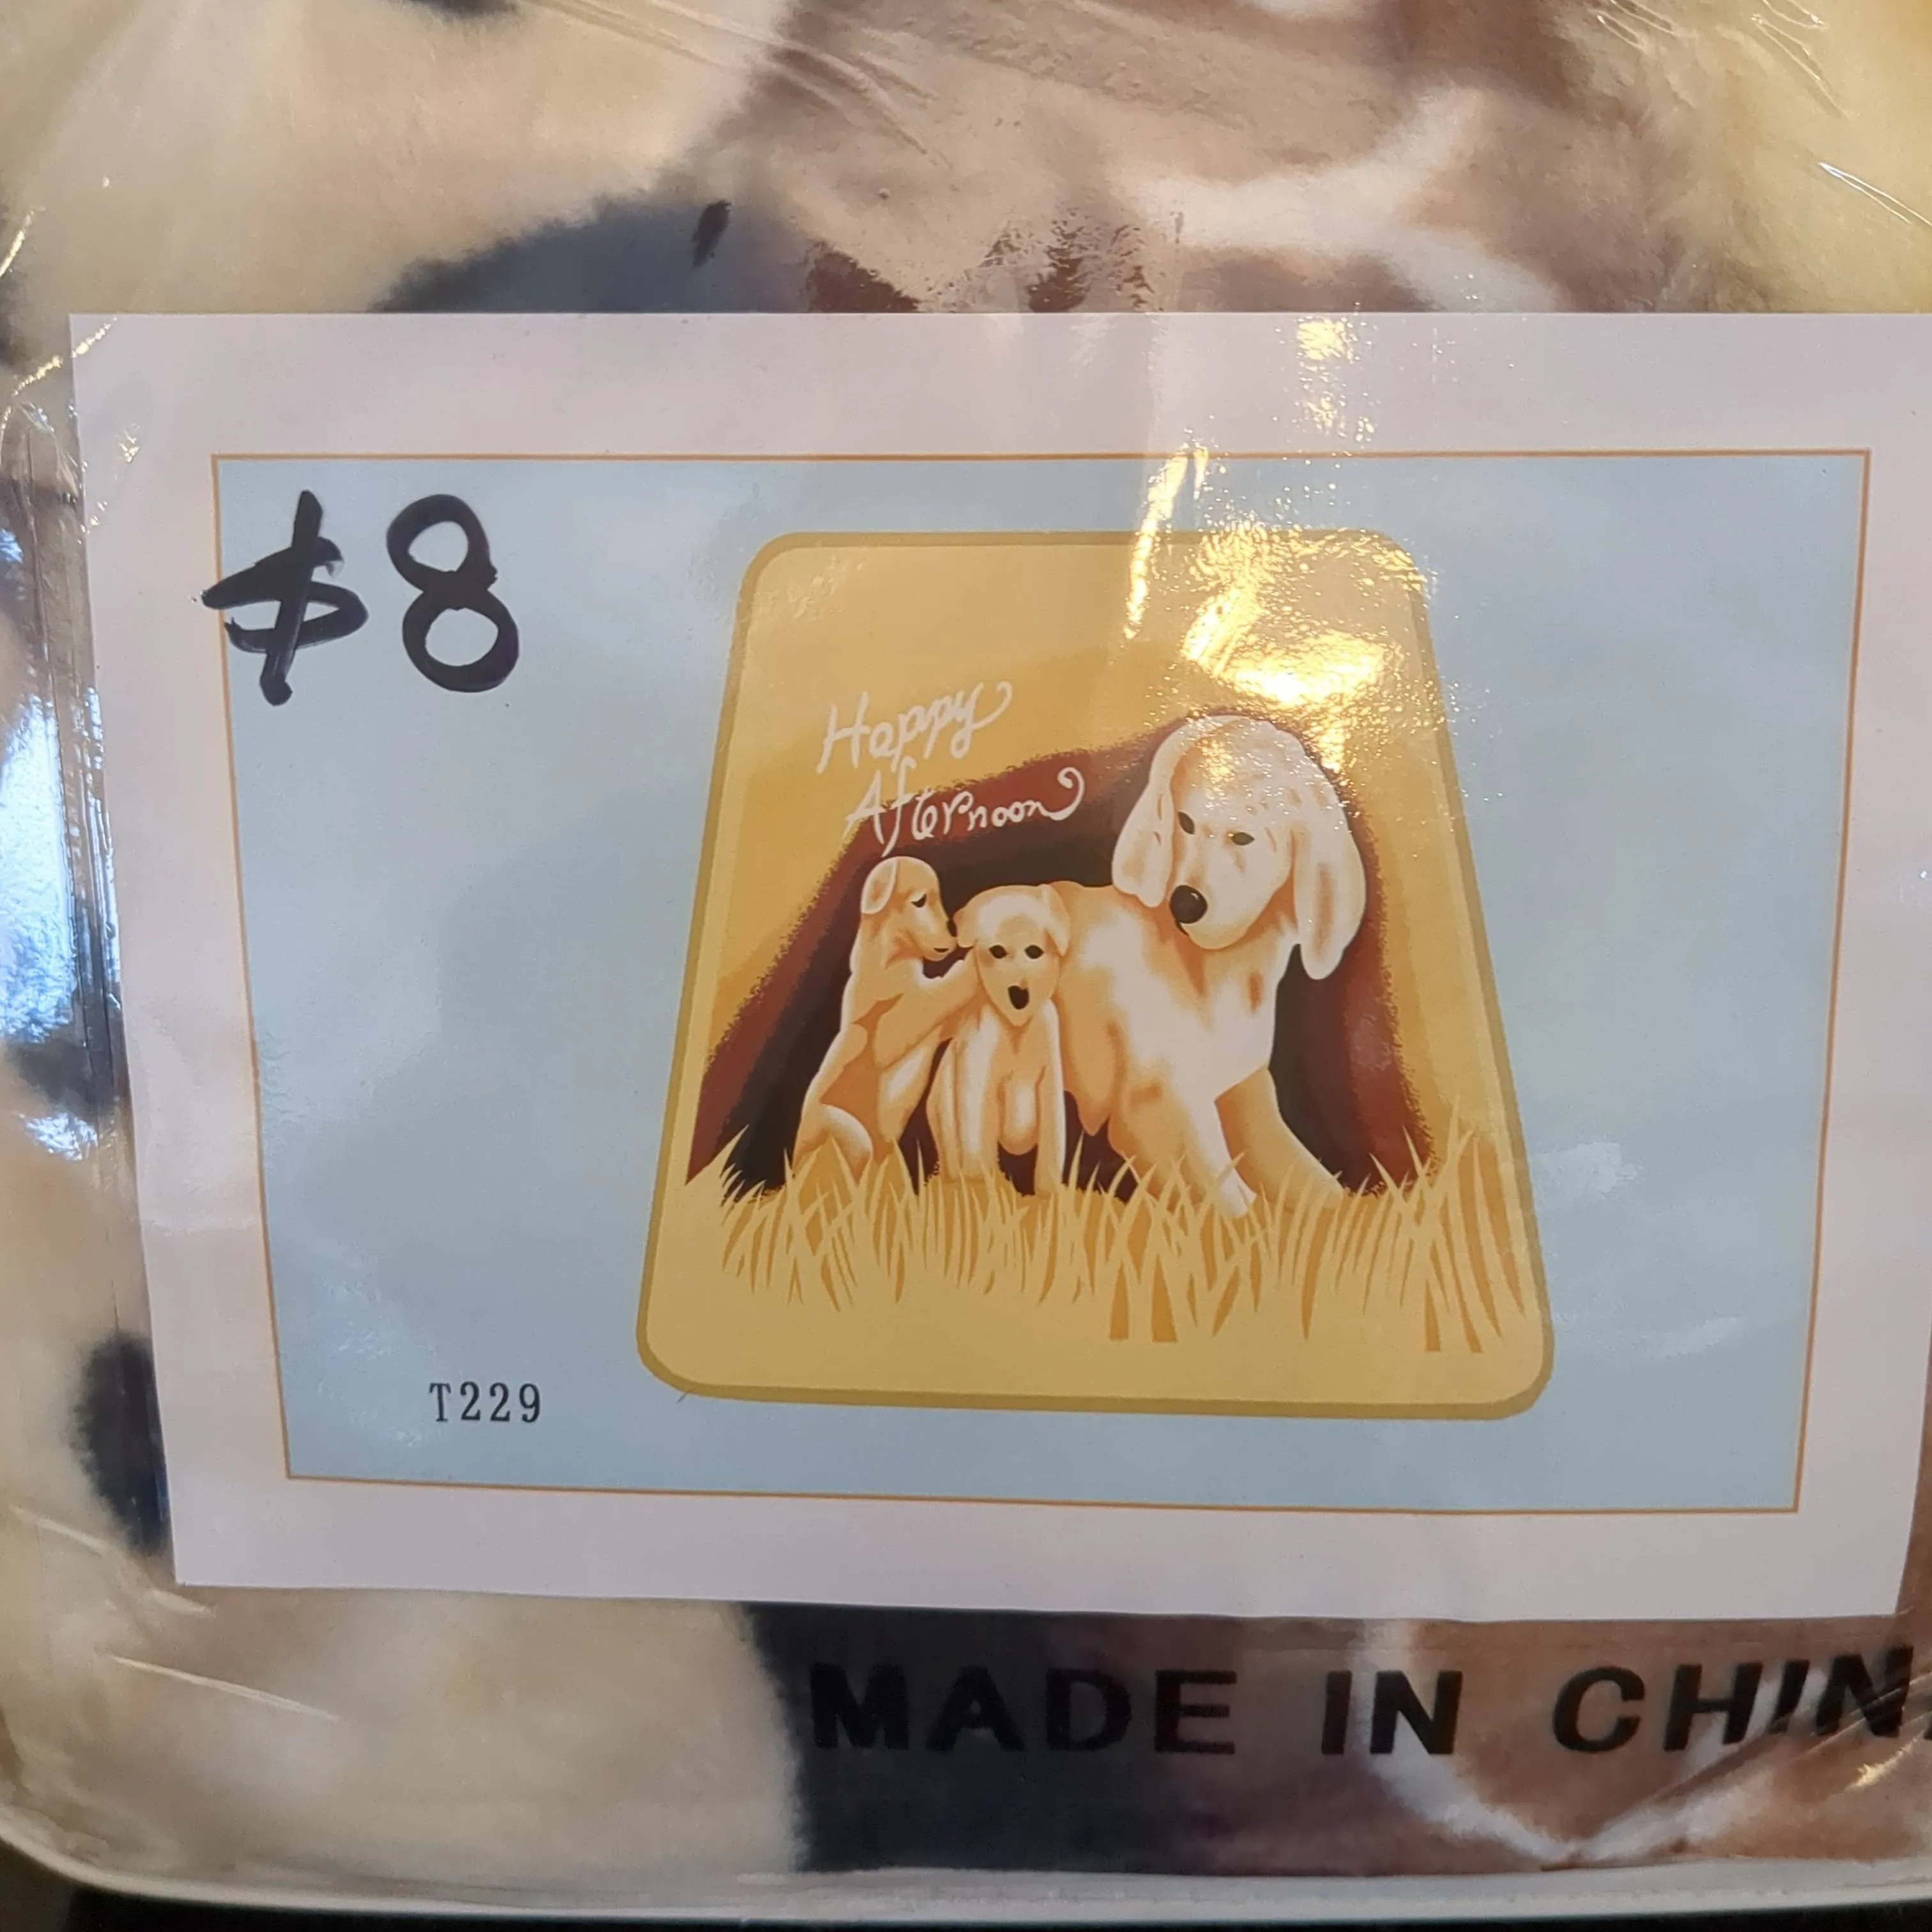 $8
Happy
Afternoon
T229
MADE IN CHIN